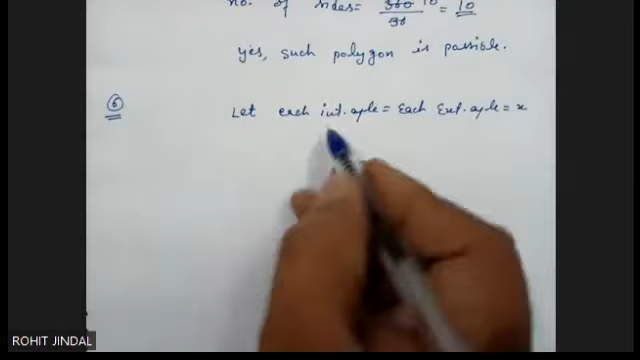 no. of sides = 360 10 / 36 = 10
yes, such polygon is possible.
6 Let each int. agle = Each Ext. agle = x
ROHIT JINDAL